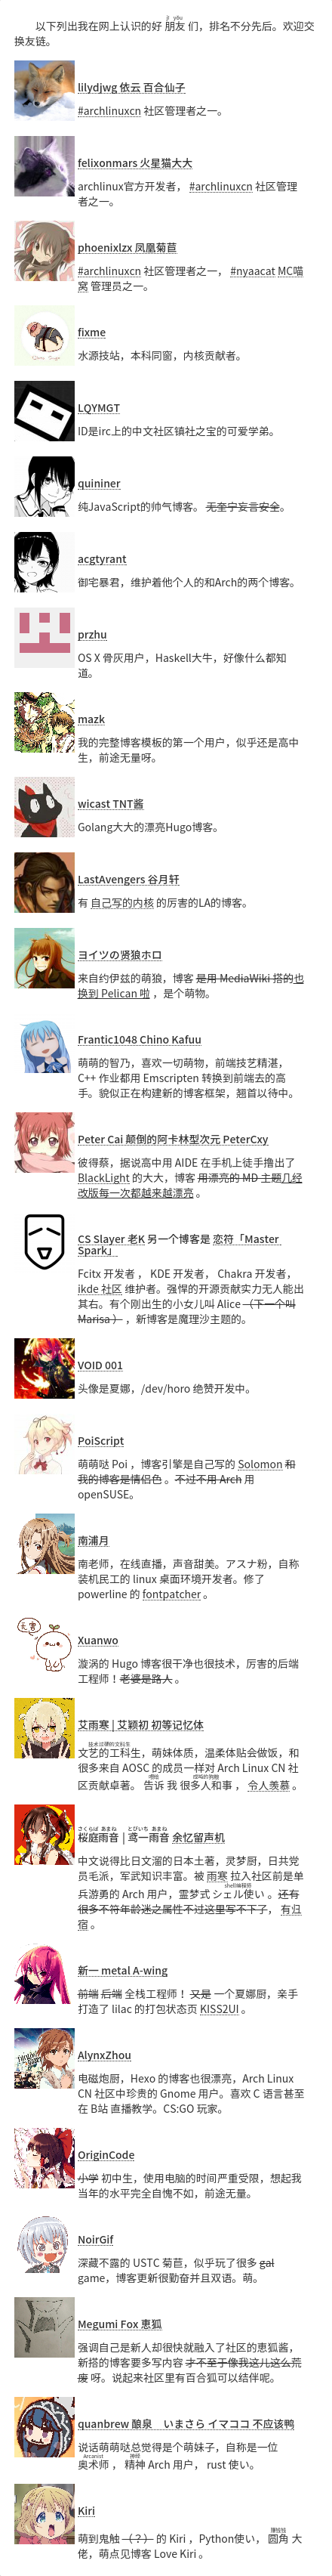 以下列出我在网上认识的好 朋友 们，排名不分先后。欢迎交
换友链。
lilydjwg 依云 百合仙子
#archlinuxcn 社区管理者之一。
felixonmars 火星猫大大
archlinux官方开发者， #archlinuxcn 社区管理
者之一。
phoenixlzx 凤凰菊苣
#archlinuxcn 社区管理者之一， #nyaacat MC喵
窝 管理员之一。
fixme
水源技站，本科同窗，内核贡献者。
LQYMGT
ID是irc上的中文社区镇社之宝的可爱学弟。
quininer
纯JavaScript的帅气博客。 无奎宁妄言安全。
acgtyrant
御宅暴君，维护着他个人的和Arch的两个博客。
przhu
OS X 骨灰用户，Haskell大牛，好像什么都知
道。
mazk
我的完整博客模板的第一个用户，似乎还是高中
生，前途无量呀。
wicast TNT酱
Golang大大的漂亮Hugo博客。
LastAvengers 谷月轩
有 自己写的内核 的厉害的LA的博客。
ヨイツの贤狼ホロ
来自约伊兹的萌狼，博客 是用 MediaWiki 搭的也
换到 Pelican 啦 ，是个萌物。
Frantic1048 Chino Kafuu
萌萌的智乃，喜欢一切萌物，前端技艺精湛，
C++ 作业都用 Emscripten 转换到前端去的高
手。貌似正在构建新的博客框架，翘首以待中。
Peter Cai 颠倒的阿卡林型次元 PeterCxy
彼得蔡，据说高中用 AIDE 在手机上徒手撸出了
BlackLight 的大大，博客 用漂亮的 MD 主题几经
改版每一次都越来越漂亮 。
CS Slayer 老K 另一个博客是 恋符「Master
Spark」
Fcitx 开发者 ， KDE 开发者， Chakra 开发者，
ikde 社区 维护者。强悍的开源贡献实力无人能出
其右。有个刚出生的小女儿叫 Alice （下一个叫
Marisa ） ，新博客是魔理沙主题的。
VOID 001
头像是夏娜，/dev/horo 绝赞开发中。
PoiScript
萌萌哒 Poi ，博客引擎是自己写的 Solomon 和
我的博客是情侣色 。不过不用 Arch 用
openSUSE。
南浦月
南老师，在线直播，声音甜美。アスナ粉，自称
装机民工的 linux 桌面环境开发者。修了
powerline 的 fontpatcher 。
Xuanwo
漩涡的 Hugo 博客很干净也很技术，厉害的后端
工程师！老婆是路人 。
艾雨寒 | 艾颖初 初等记忆体
文艺的工科生，萌妹体质，温柔体贴会做饭，和
很多来自 AOSC 的成员一样对 Arch Linux CN 社
区贡献卓著。 告诉 我 很多人和事 ， 令人羡慕 。
桜庭雨音 | 鸢一雨音 余忆留声机
中文说得比日文溜的日本土著，灵梦厨，日共党
员毛派，军武知识丰富。被 雨寒 拉入社区前是单
兵游勇的 Arch 用户，霊梦式 シェル使い 。还有
很多不符年龄迷之属性不过这里写不下了， 有归
宿 。
新一 metal A-wing
前端 后端 全栈工程师！ 又是 一个夏娜厨，亲手
打造了 lilac 的打包状态页 KISS2UI 。
AlynxZhou
电磁炮厨，Hexo 的博客也很漂亮，Arch Linux
CN 社区中珍贵的 Gnome 用户。喜欢 C 语言甚至
在 B站 直播教学。CS:GO 玩家。
OriginCode
小学 初中生，使用电脑的时间严重受限，想起我
当年的水平完全自愧不如，前途无量。
NoirGif
深藏不露的 USTC 菊苣，似乎玩了很多 gal
game，博客更新很勤奋并且双语。萌。
Megumi Fox 恵狐
强调自己是新人却很快就融入了社区的恵狐酱，
新搭的博客要多写内容 才不至于像我这儿这么荒
废 呀。说起来社区里有百合狐可以结伴呢。
quanbrew 酿泉 いまさら イマココ 不应该鸭
说话萌萌哒总觉得是个萌妹子，自称是一位
奥术师 ， 精神 Arch 用户， rust 使い。
Kiri
萌到鬼触 （？） 的 Kiri ，Python使い， 圆角 大
佬，萌点见博客 Love Kiri 。